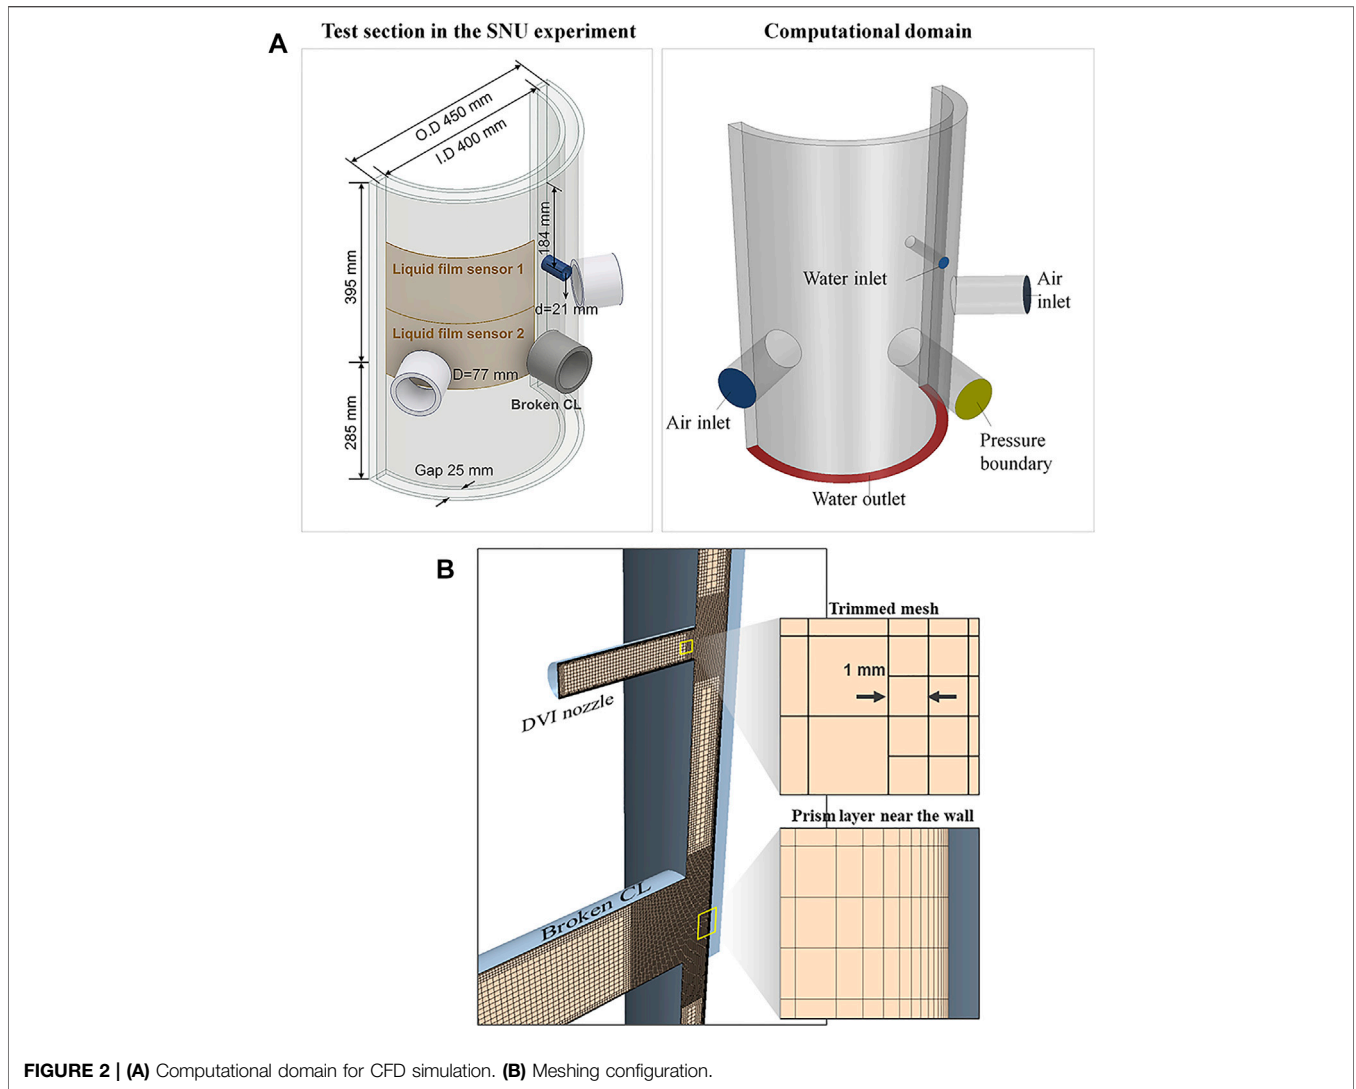 A
Test section in the SNU experiment
Computational domain
O.D 450 mm
I.D 400 mm
184 mm
395 mm
Liquid film sensor 1
d=21 mm
Liquid film sensor 2
D=77 mm
Broken CL
285 mm
Gap 25 mm
Water inlet
Air
inlet
Air inlet
Pressure
boundary
Water outlet
B
Trimmed mesh
1 mm
DVI nozzle
Prism layer near the wall
Broken CL
FIGURE 2 | (A) Computational domain for CFD simulation. (B) Meshing configuration.